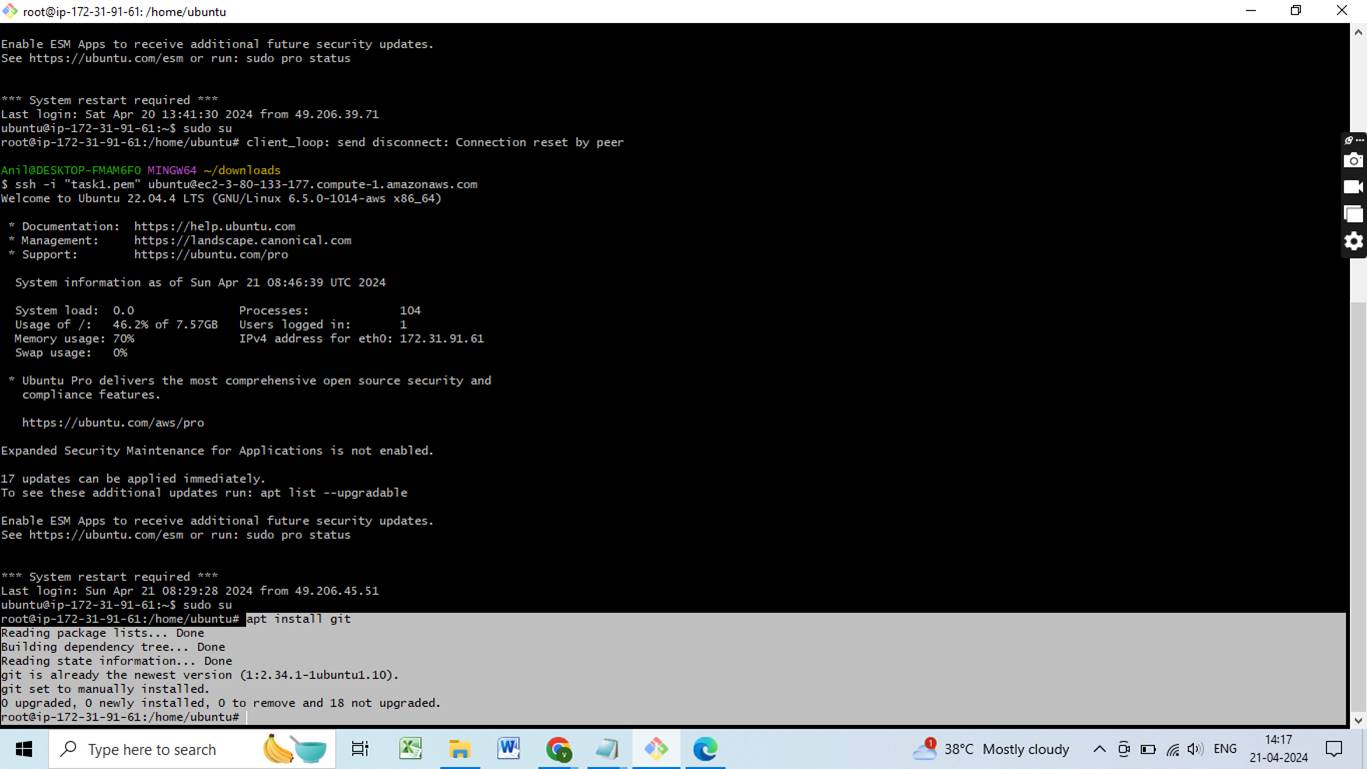 root@ip-172-31-91-61: /home/ubuntu
Enable ESM Apps to receive additional future security updates.
See https://ubuntu.com/esm or run: sudo pro status
*** System restart required ***
Last login: Sat Apr 20 13:41:30 2024 from 49.206.39.71
ubuntu@ip-172-31-91-61:~$ sudo su
root@ip-172-31-91-61:/home/ubuntu# client_loop: send disconnect: Connection reset by peer
Anil@DESKTOP-FMAM6FO MINGW64 ~/downloads
$ ssh -i "task1.pem" ubuntu@ec2-3-80-133-177.compute-1.amazonaws.com
Welcome to Ubuntu 22.04.4 LTS (GNU/Linux 6.5.0-1014-aws x86_64)
* Documentation:  https://help.ubuntu.com
* Management:     https://landscape.canonical.com
* Support:        https://ubuntu.com/pro
System information as of Sun Apr 21 08:46:39 UTC 2024
System load:  0.0               Processes:             104
Usage of /:   46.2% of 7.57GB   Users logged in:       1
Memory usage: 70%               IPv4 address for eth0: 172.31.91.61
Swap usage:   0%
* Ubuntu Pro delivers the most comprehensive open source security and
compliance features.
https://ubuntu.com/aws/pro
Expanded Security Maintenance for Applications is not enabled.
17 updates can be applied immediately.
To see these additional updates run: apt list --upgradable
Enable ESM Apps to receive additional future security updates.
See https://ubuntu.com/esm or run: sudo pro status
*** System restart required ***
Last login: Sun Apr 21 08:29:28 2024 from 49.206.45.51
ubuntu@ip-172-31-91-61:~$ sudo su
root@ip-172-31-91-61:/home/ubuntu# apt install git
Reading package lists... Done
Building dependency tree... Done
Reading state information... Done
git is already the newest version (1:2.34.1-1ubuntu1.10).
git set to manually installed.
0 upgraded, 0 newly installed, 0 to remove and 18 not upgraded.
root@ip-172-31-91-61:/home/ubuntu#
Type here to search
1
38°C Mostly cloudy
ENG
14:17
21-04-2024